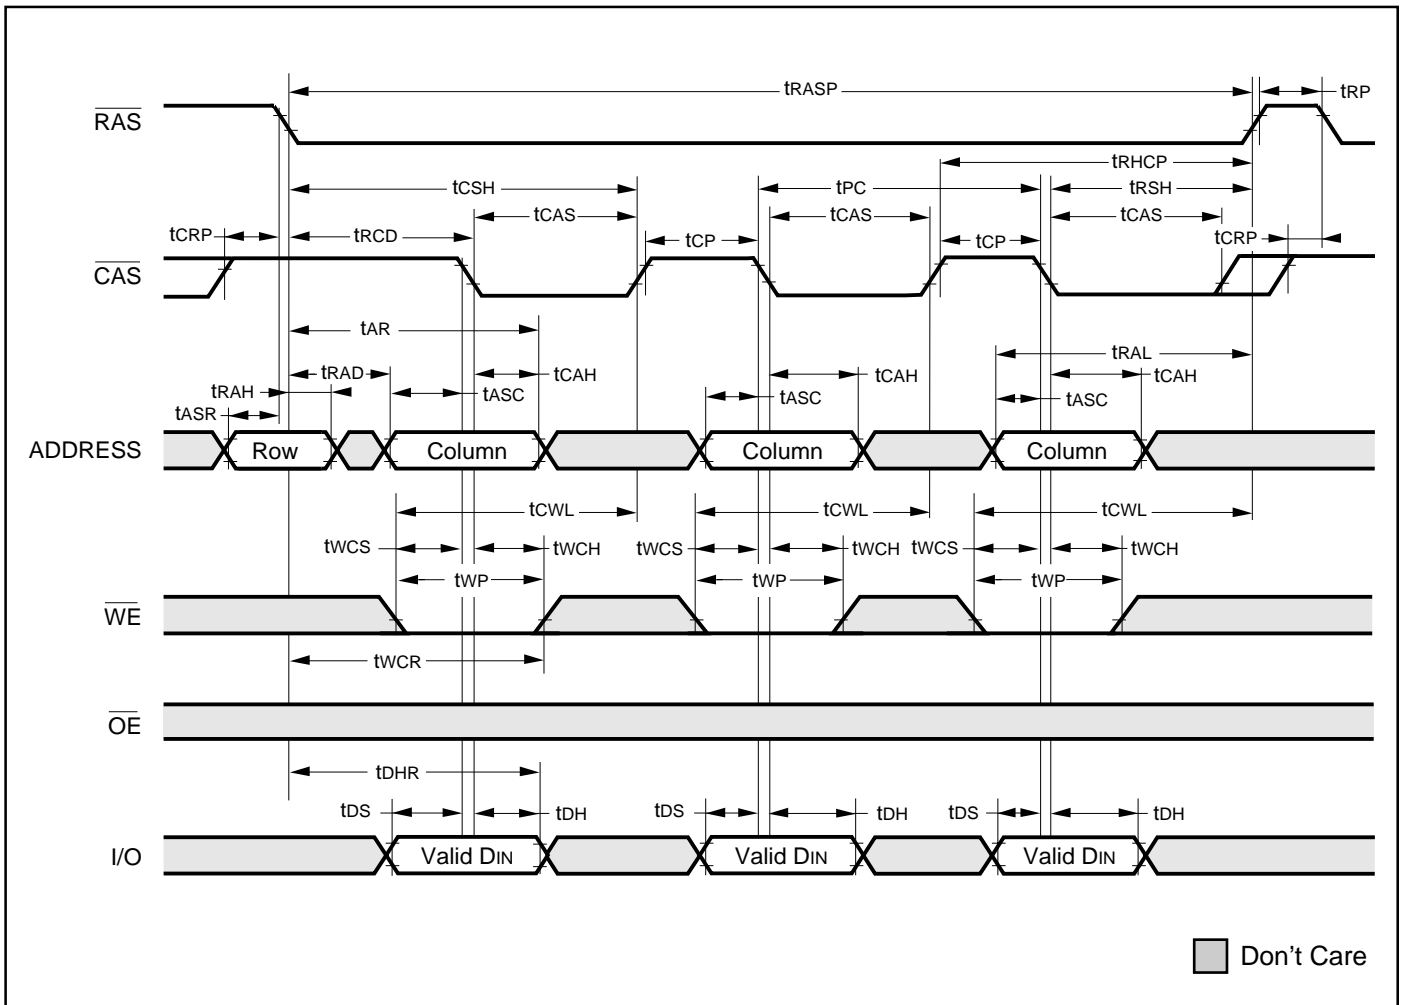 tRASP
tRP
RAS
tRHCP
tCSH tPC tRSH
tCAS tCAS tCAS
tCRP tRCD tCP tCP tCRP
CAS
tAR
tRAL
tRAD tCAH tCAH tCAH
tRAH tASC tASC tASC
tASR
ADDRESS Row Column Column Column
tCWL tCWL tCWL
tWCS tWCH tWCS tWCH tWCS tWCH
tWP tWP tWP
WE
tWCR
OE
tDHR
tDS tDH tDS tDH tDS tDH
I/O Valid DIN Valid DIN Valid DIN
Don't Care